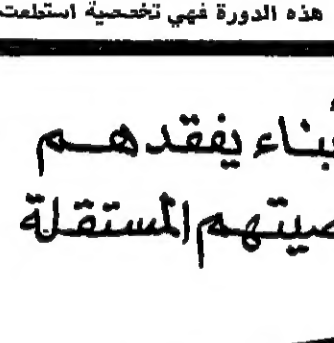 هذه الدورة فهي تخصصية استطلعت
بناء يفقدهم
صيتهم المستقلة